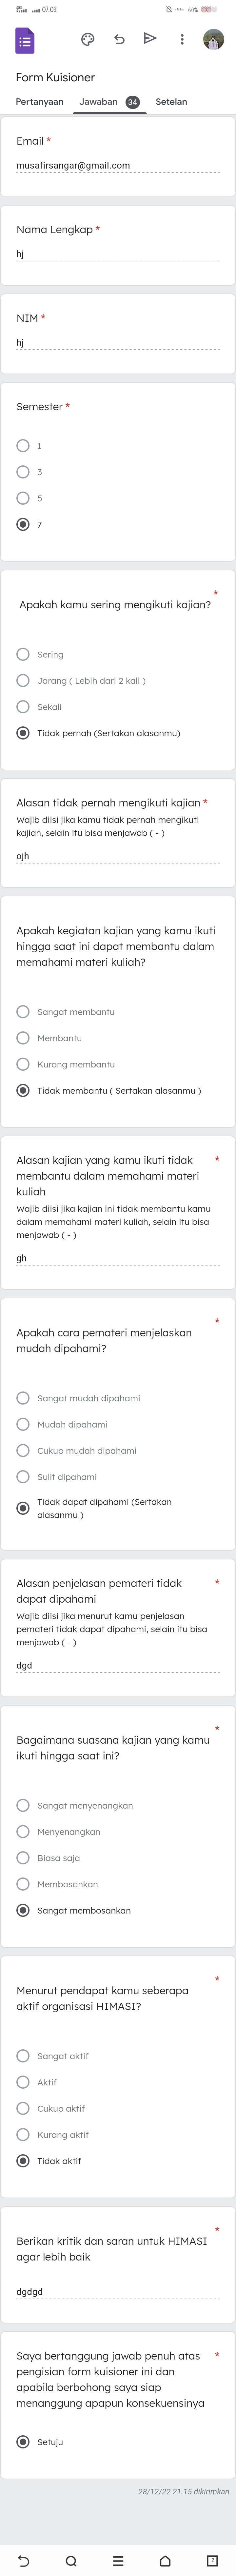 07.03
60%
Form Kuisioner
Pertanyaan Jawaban 34 Setelan
Email *
musafirsangar@gmail.com
Nama Lengkap *
hj
NIM *
hj
Semester *
1
3
5
7
*
Apakah kamu sering mengikuti kajian?
Sering
Jarang ( Lebih dari 2 kali )
Sekali
Tidak pernah (Sertakan alasanmu)
Alasan tidak pernah mengikuti kajian *
Wajib diisi jika kamu tidak pernah mengikuti
kajian, selain itu bisa menjawab ( - )
ojh
Apakah kegiatan kajian yang kamu ikuti
hingga saat ini dapat membantu dalam
memahami materi kuliah?
Sangat membantu
Membantu
Kurang membantu
Tidak membantu ( Sertakan alasanmu )
Alasan kajian yang kamu ikuti tidak *
membantu dalam memahami materi
kuliah
Wajib diisi jika kajian ini tidak membantu kamu
dalam memahami materi kuliah, selain itu bisa
menjawab ( - )
gh
*
Apakah cara pemateri menjelaskan
mudah dipahami?
Sangat mudah dipahami
Mudah dipahami
Cukup mudah dipahami
Sulit dipahami
Tidak dapat dipahami (Sertakan
alasanmu )
Alasan penjelasan pemateri tidak *
dapat dipahami
Wajib diisi jika menurut kamu penjelasan
pemateri tidak dapat dipahami, selain itu bisa
menjawab ( - )
dgd
*
Bagaimana suasana kajian yang kamu
ikuti hingga saat ini?
Sangat menyenangkan
Menyenangkan
Biasa saja
Membosankan
Sangat membosankan
*
Menurut pendapat kamu seberapa
aktif organisasi HIMASI?
Sangat aktif
Aktif
Cukup aktif
Kurang aktif
Tidak aktif
*
Berikan kritik dan saran untuk HIMASI
agar lebih baik
dgdgd
Saya bertanggung jawab penuh atas *
pengisian form kuisioner ini dan
apabila berbohong saya siap
menanggung apapun konsekuensinya
Setuju
28/12/22 21.15 dikirimkan